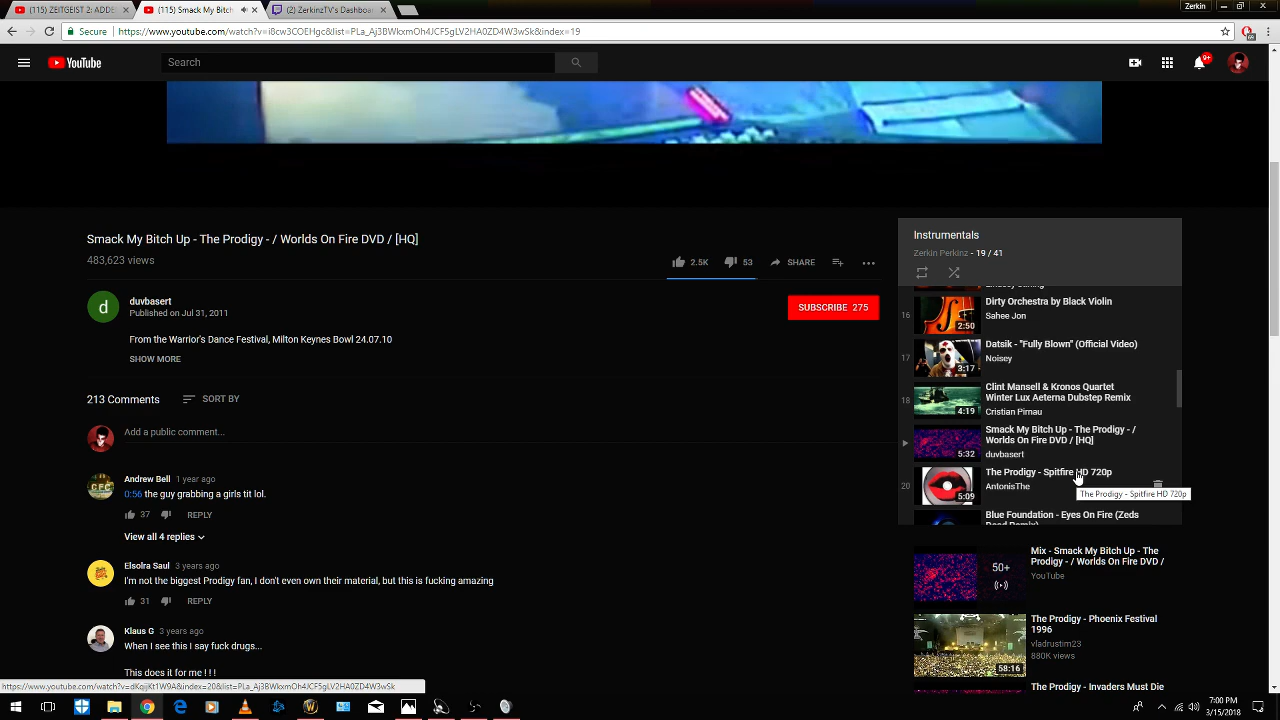 (115) ZEITGEIST 2: ADDE
(115) Smack My Bitch
(2) ZerkinzTV's Dashboa
Zerkin
Secure
https://www.youtube.com/watch?v=i8cw3COEHgc&list=PLa_Aj3BWkxmOh4JCF5gLV2HA0ZD4W3wSk&index=19
69
YouTube
Search
9+
Smack My Bitch Up - The Prodigy - / Worlds On Fire DVD / [HQ]
483,623 views
2.5K
53
SHARE
d
duvbasert
Published on Jul 31, 2011
SUBSCRIBE 275
From the Warrior's Dance Festival, Milton Keynes Bowl 24.07.10
SHOW MORE
213 Comments
SORT BY
Add a public comment...
Andrew Bell 1 year ago
0:56 the guy grabbing a girls tit lol.
37 REPLY
View all 4 replies
Elsolra Saul 3 years ago
I'm not the biggest Prodigy fan, I don't even own their material, but this is fucking amazing
31 REPLY
Klaus G 3 years ago
When I see this I say fuck drugs...
This does it for me ! ! !
Instrumentals
Zerkin Perkinz - 19 / 41
Lindsey Stirling
16
2:50
Dirty Orchestra by Black Violin
Sahee Jon
17
3:17
Datsik - "Fully Blown" (Official Video)
Noisey
18
4:19
Clint Mansell & Kronos Quartet
Winter Lux Aeterna Dubstep Remix
Cristian Pirnau
5:32
Smack My Bitch Up - The Prodigy - /
Worlds On Fire DVD / [HQ]
duvbasert
20
5:09
The Prodigy - Spitfire HD 720p
AntonisThe
The Prodigy - Spitfire HD 720p
Blue Foundation - Eyes On Fire (Zeds
Dead Remix)
50+
Mix - Smack My Bitch Up - The
Prodigy - / Worlds On Fire DVD /
YouTube
58:16
The Prodigy - Phoenix Festival
1996
vladrustim23
880K views
The Prodigy - Invaders Must Die
7:00 PM
3/15/2018